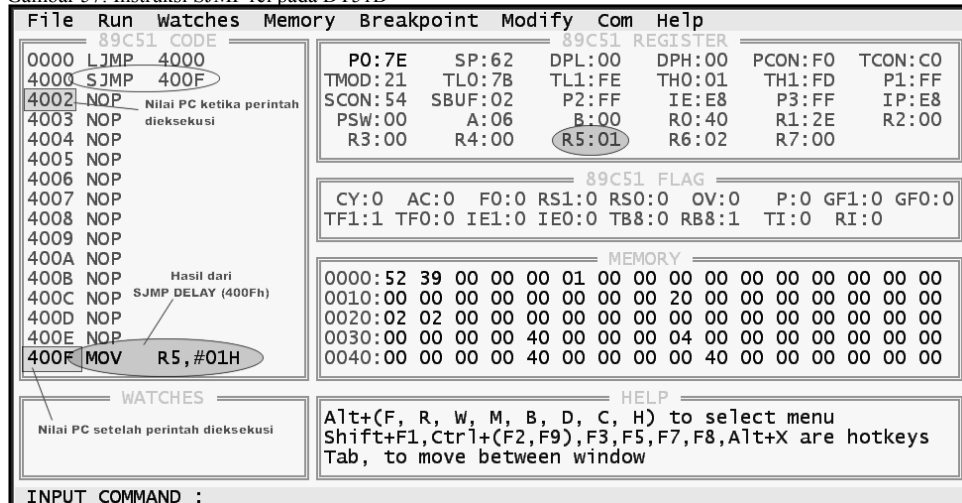 Gambar 57. Instruksi SJMP rel pada DT51D
File Run Watches Memory Breakpoint Modify Com Help
89C51 CODE
0000 LJMP 4000
4000 SJMP 400F
4002 NOP
Nilai PC ketika perintah
4003 NOP
dieksekusi
4004 NOP
4005 NOP
4006 NOP
4007 NOP
4008 NOP
4009 NOP
400A NOP
400B NOP
Hasil dari
400C NOP
SJMP DELAY (400Fh)
400D NOP
400E NOP
400F MOV R5,#01H
89C51 REGISTER
P0:7E SP:62 DPL:00 DPH:00 PCON:F0 TCON:C0
TMOD:21 TL0:7B TL1:FE TH0:01 TH1:FD P1:FF
SCON:54 SBUF:02 P2:FF IE:E8 P3:FF IP:E8
PSW:00 A:06 B:00 R0:40 R1:2E R2:00
R3:00 R4:00 R5:01 R6:02 R7:00
89C51 FLAG
CY:0 AC:0 F0:0 RS1:0 RS0:0 OV:0 P:0 GF1:0 GF0:0
TF1:1 TF0:0 IE1:0 IE0:0 TB8:0 RB8:1 TI:0 RI:0
MEMORY
0000:52 39 00 00 00 01 00 00 00 00 00 00 00 00 00 00
0010:00 00 00 00 00 00 00 00 20 00 00 00 00 00 00 00
0020:02 02 00 00 00 00 00 00 00 00 00 00 00 00 00 00
0030:00 00 00 00 40 00 00 00 04 00 00 00 00 00 00 00
0040:00 00 00 00 40 00 00 00 00 40 00 00 00 00 00 00
WATCHES
Nilai PC setelah perintah dieksekusi
HELP
Alt+(F, R, W, M, B, D, C, H) to select menu
Shift+F1,Ctrl+(F2,F9),F3,F5,F7,F8,Alt+X are hotkeys
Tab, to move between window
INPUT COMMAND :